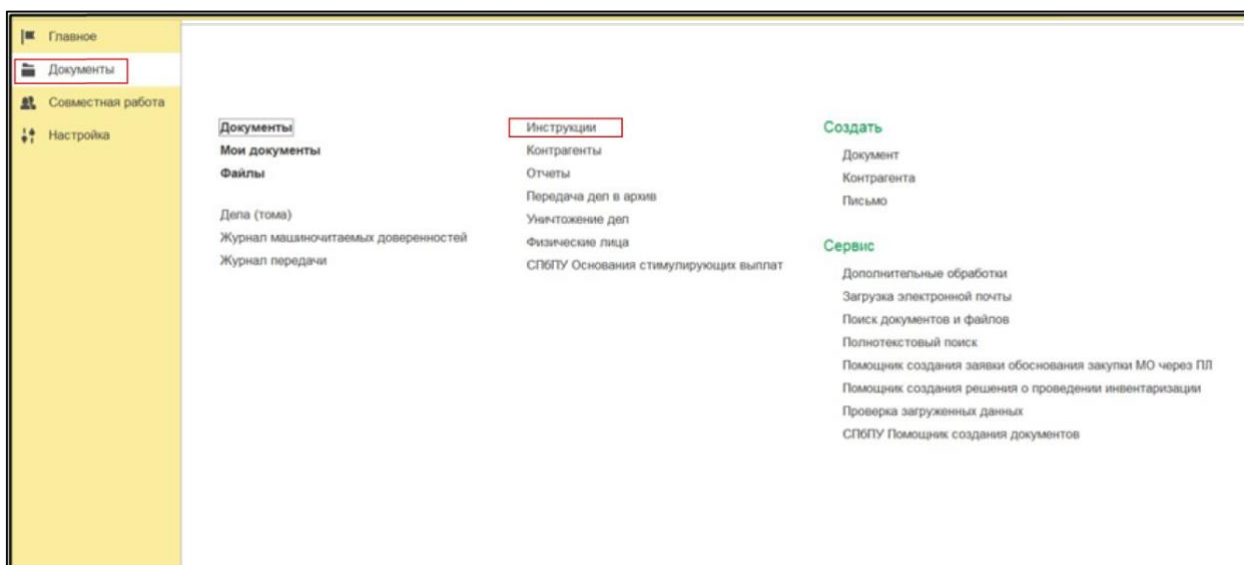 Главное
Документы
Совместная работа
Настройка
Документы
Мои документы
Файлы
Дела (тома)
Журнал машиночитаемых доверенностей
Журнал передачи
Инструкции
Контрагенты
Отчеты
Передача дел в архив
Уничтожение дел
Физические лица
СПбПУ Основания стимулирующих выплат
Создать
Документ
Контрагента
Письмо
Сервис
Дополнительные обработки
Загрузка электронной почты
Поиск документов и файлов
Полнотекстовый поиск
Помощник создания заявки обоснования закупки МО через ПЛ
Помощник создания решения о проведении инвентаризации
Проверка загруженных данных
СПбПУ Помощник создания документов